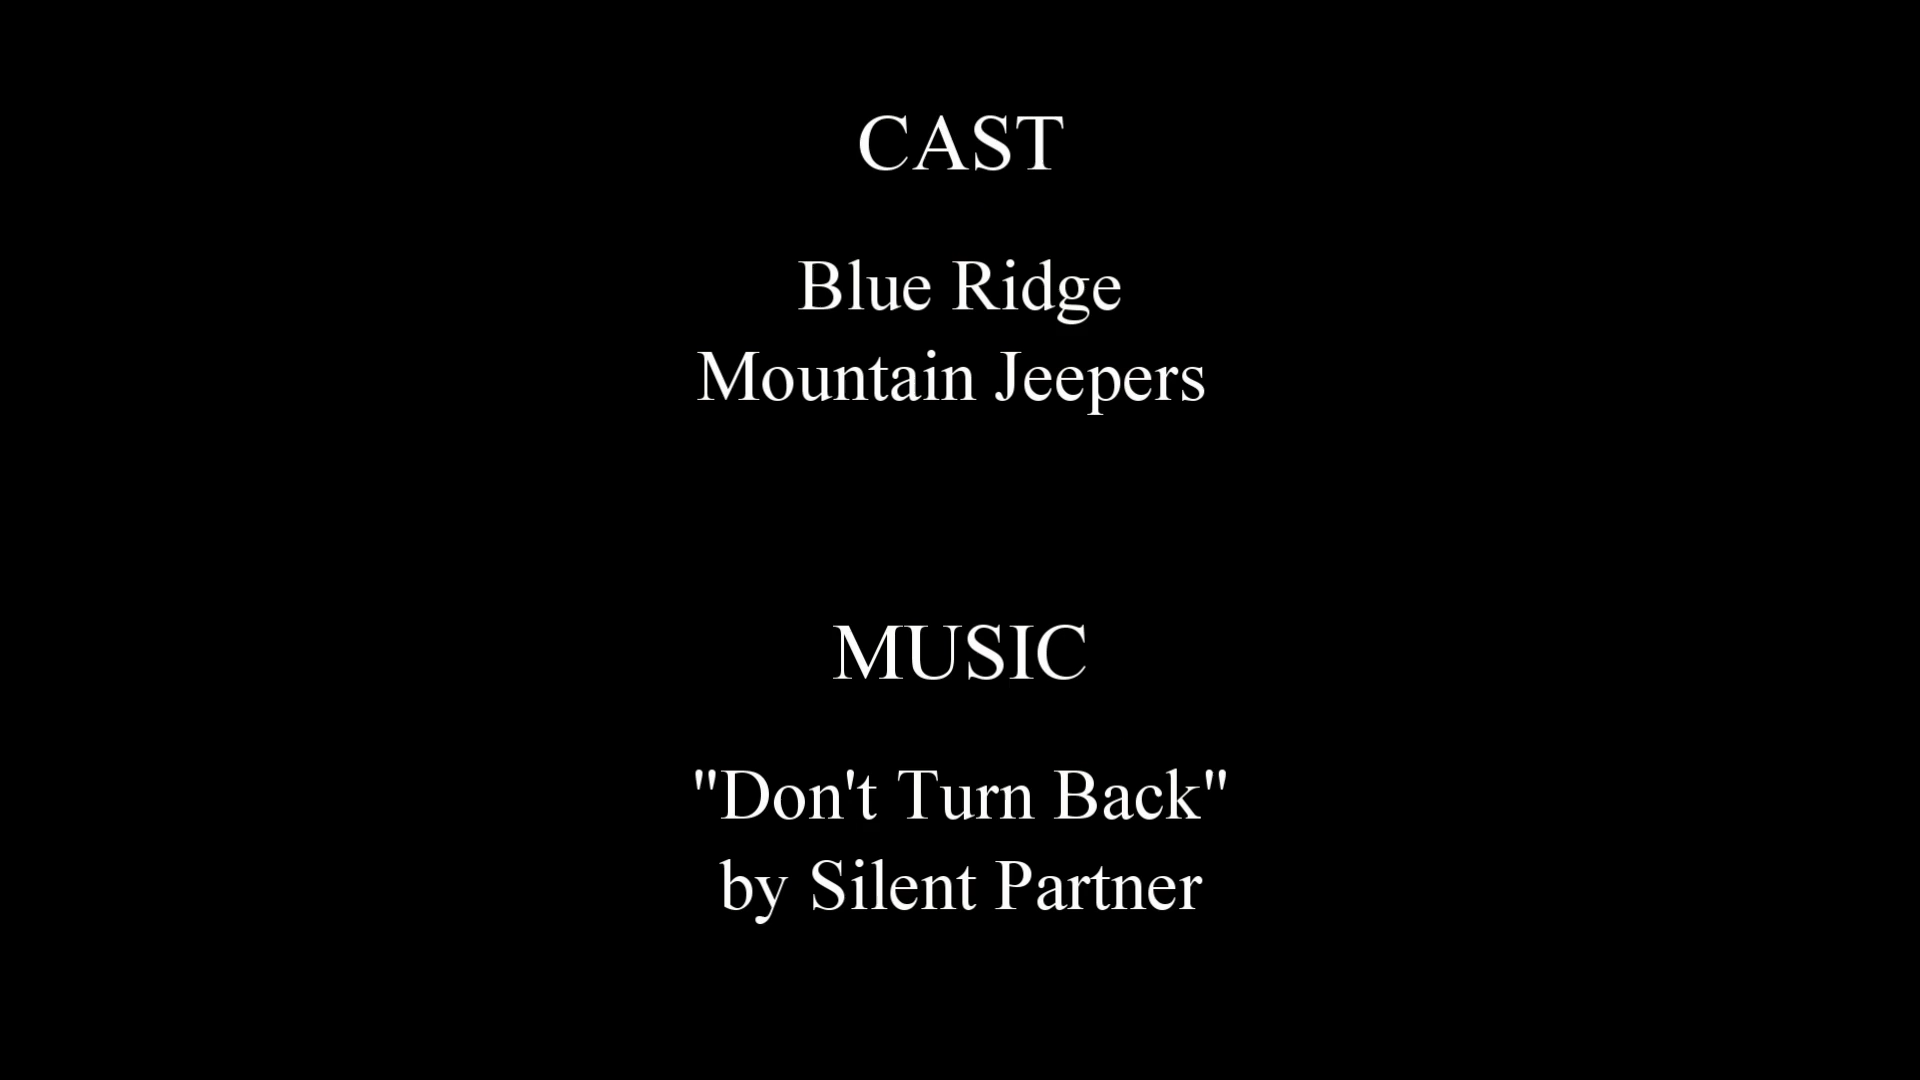 CAST
Blue Ridge
Mountain Jeepers
MUSIC
"Don't Turn Back"
by Silent Partner